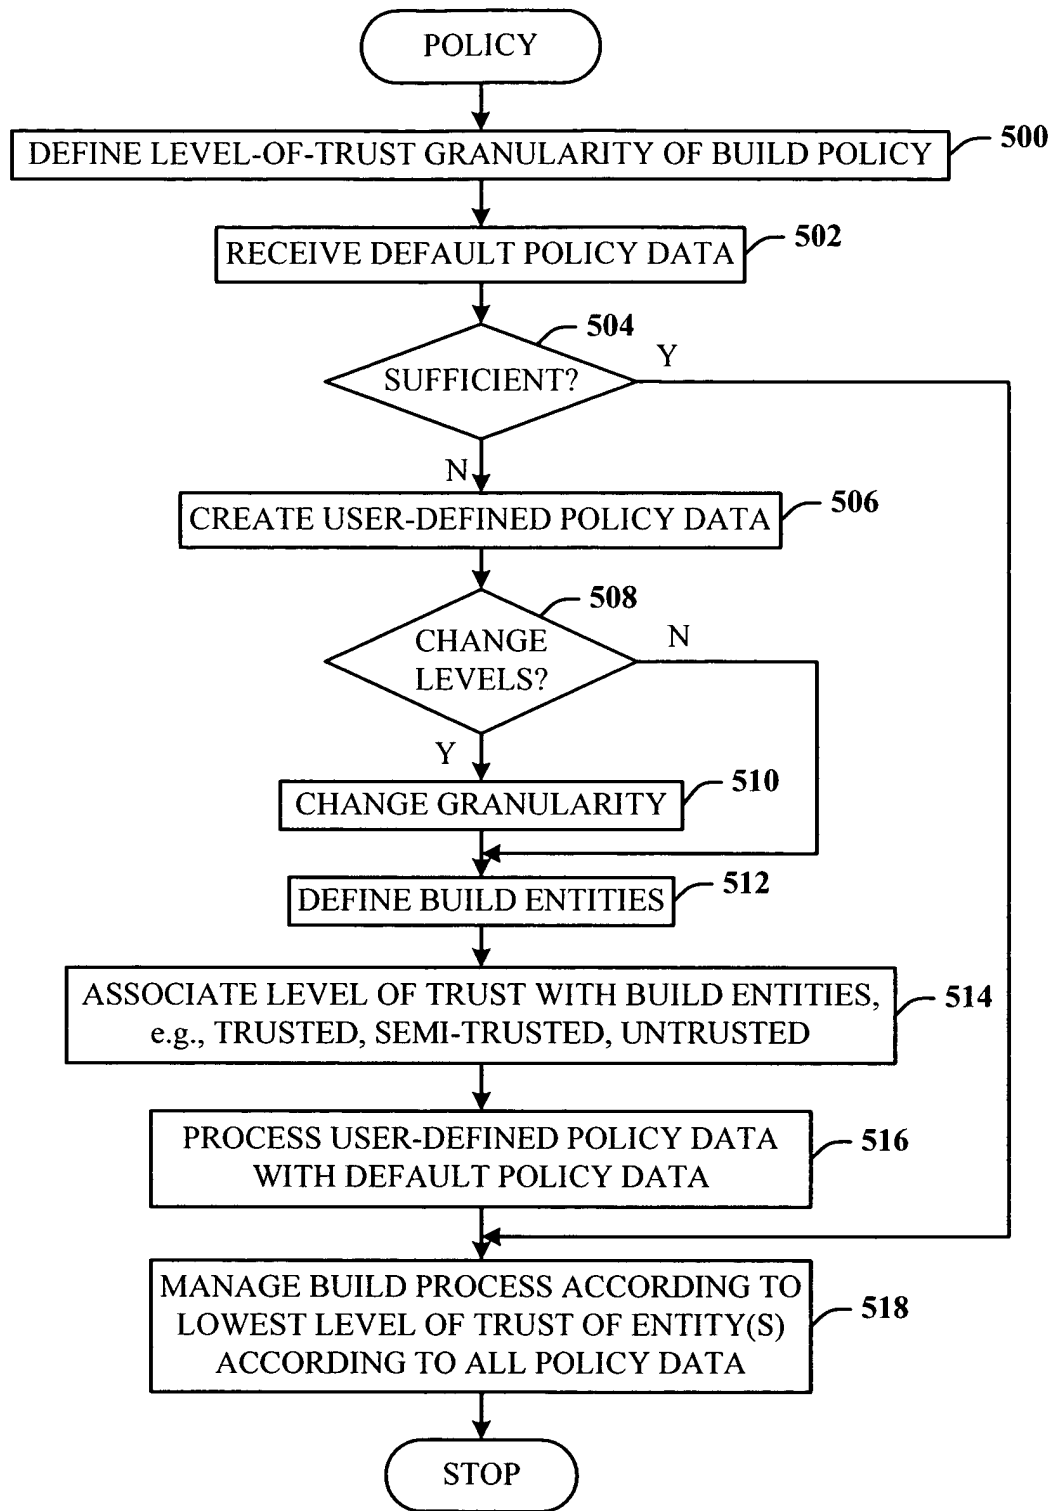 POLICY
DEFINE LEVEL-OF-TRUST GRANULARITY OF BUILD POLICY
500
RECEIVE DEFAULT POLICY DATA
502
504
SUFFICIENT?
Y
N
CREATE USER-DEFINED POLICY DATA
506
508
CHANGE
LEVELS?
N
Y
CHANGE GRANULARITY
510
DEFINE BUILD ENTITIES
512
ASSOCIATE LEVEL OF TRUST WITH BUILD ENTITIES,
e.g., TRUSTED, SEMI-TRUSTED, UNTRUSTED
514
PROCESS USER-DEFINED POLICY DATA
WITH DEFAULT POLICY DATA
516
MANAGE BUILD PROCESS ACCORDING TO
LOWEST LEVEL OF TRUST OF ENTITY(S)
ACCORDING TO ALL POLICY DATA
518
STOP